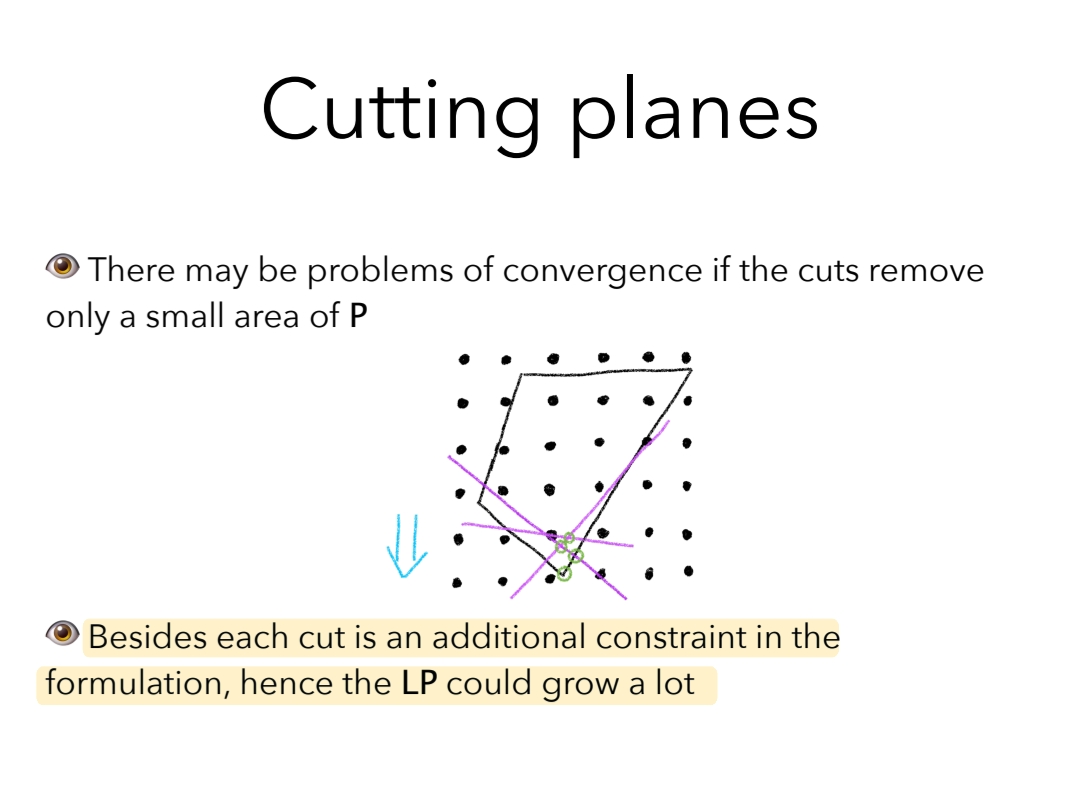 Cutting planes
👁 There may be problems of convergence if the cuts remove
only a small area of P
👁 Besides each cut is an additional constraint in the
formulation, hence the LP could grow a lot